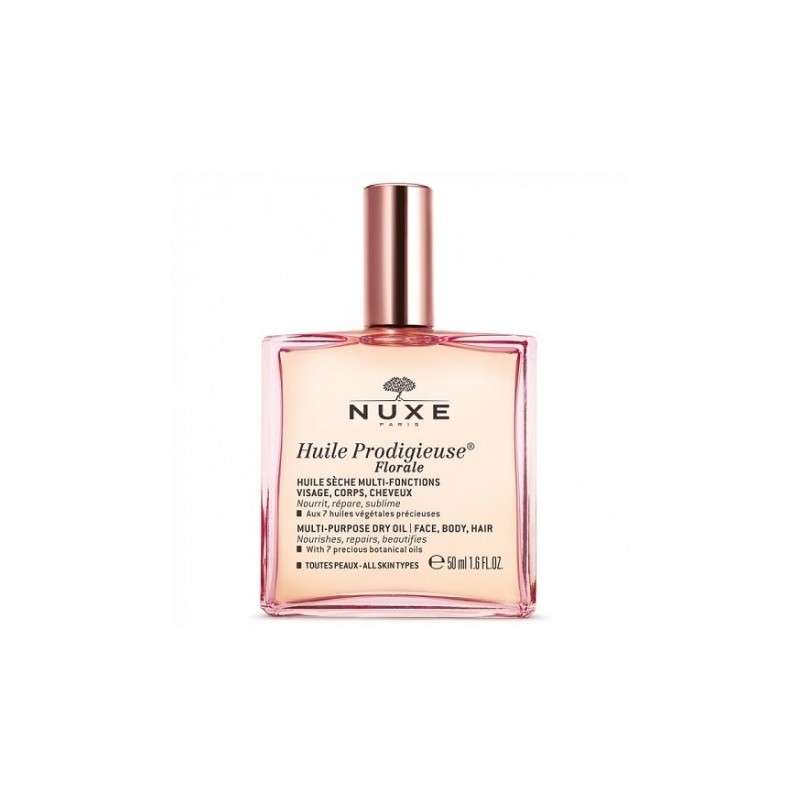 NUXE
PARIS
Huile Prodigieuse®
Florale
HUILE SÈCHE MULTI-FONCTIONS
VISAGE, CORPS, CHEVEUX
Nourrit, répare, sublime
■ Aux 7 huiles végétales précieuses
MULTI-PURPOSE DRY OIL | FACE, BODY, HAIR
Nourishes, repairs, beautifies
■ With 7 precious botanical oils
■ TOUTES PEAUX - ALL SKIN TYPES ℮ 50 ml 1.6 FL.OZ.